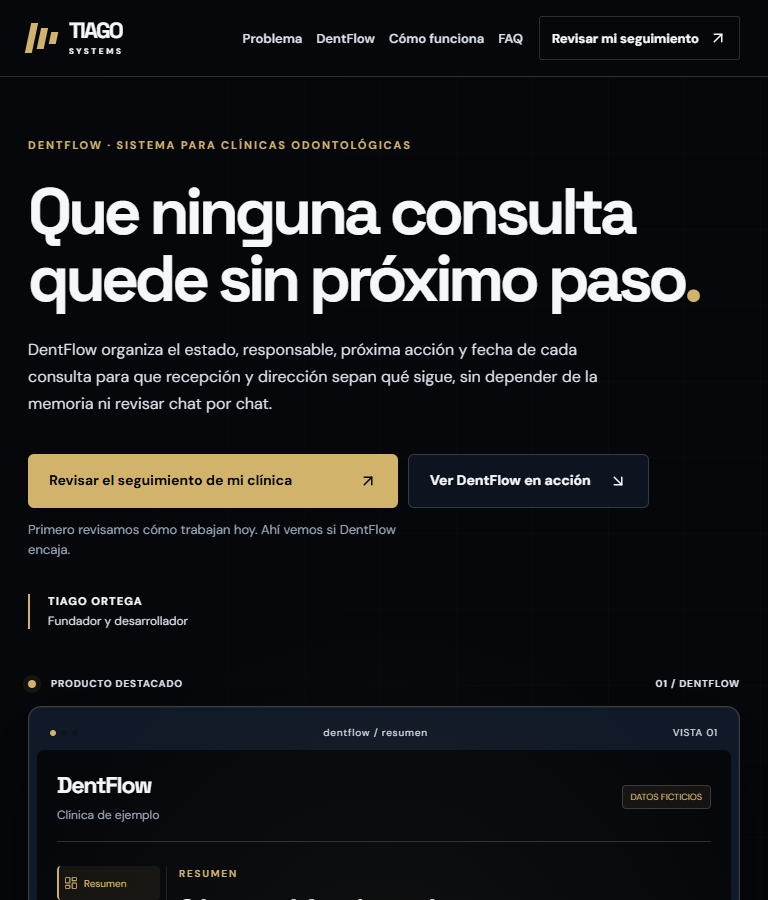 TIAGO
SYSTEMS
Problema
DentFlow
Cómo funciona
FAQ
Revisar mi seguimiento
DENTFLOW · SISTEMA PARA CLÍNICAS ODONTOLÓGICAS
Que ninguna consulta
quede sin próximo paso.
DentFlow organiza el estado, responsable, próxima acción y fecha de cada
consulta para que recepción y dirección sepan qué sigue, sin depender de la
memoria ni revisar chat por chat.
Revisar el seguimiento de mi clínica
Ver DentFlow en acción
Primero revisamos cómo trabajan hoy. Ahí vemos si DentFlow
encaja.
TIAGO ORTEGA
Fundador y desarrollador
PRODUCTO DESTACADO
01 / DENTFLOW
dentflow / resumen
VISTA 01
DentFlow
Clínica de ejemplo
DATOS FICTICIOS
Resumen
RESUMEN